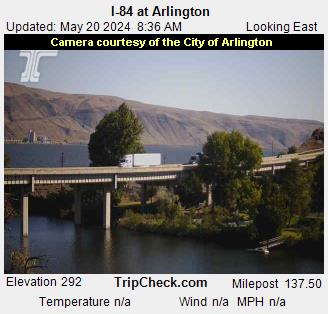 I-84 at Arlington
Updated: May 20 2024 8:36 AM Looking East
Camera courtesy of the City of Arlington
Elevation 292 TripCheck.com Milepost 137.50
Temperature n/a Wind n/a MPH n/a